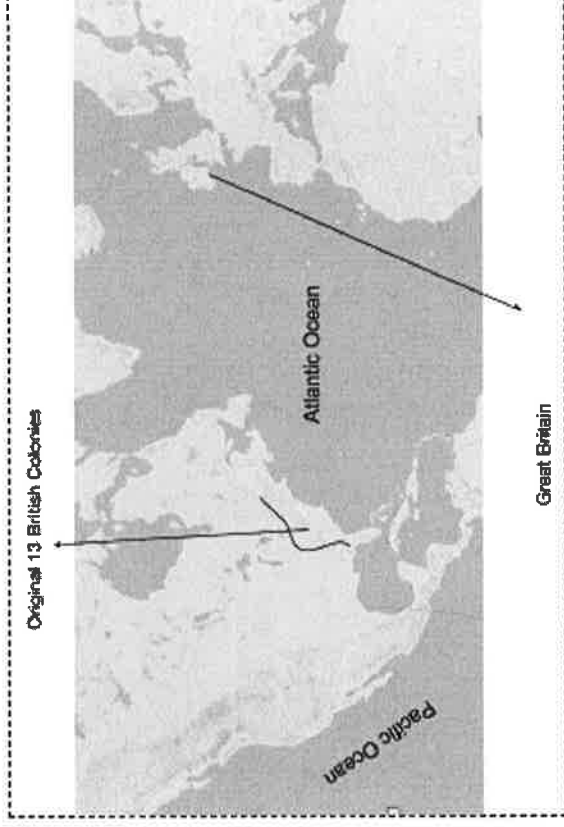 Original 13 British Colonies
Atlantic Ocean
Pacific Ocean
Great Britain